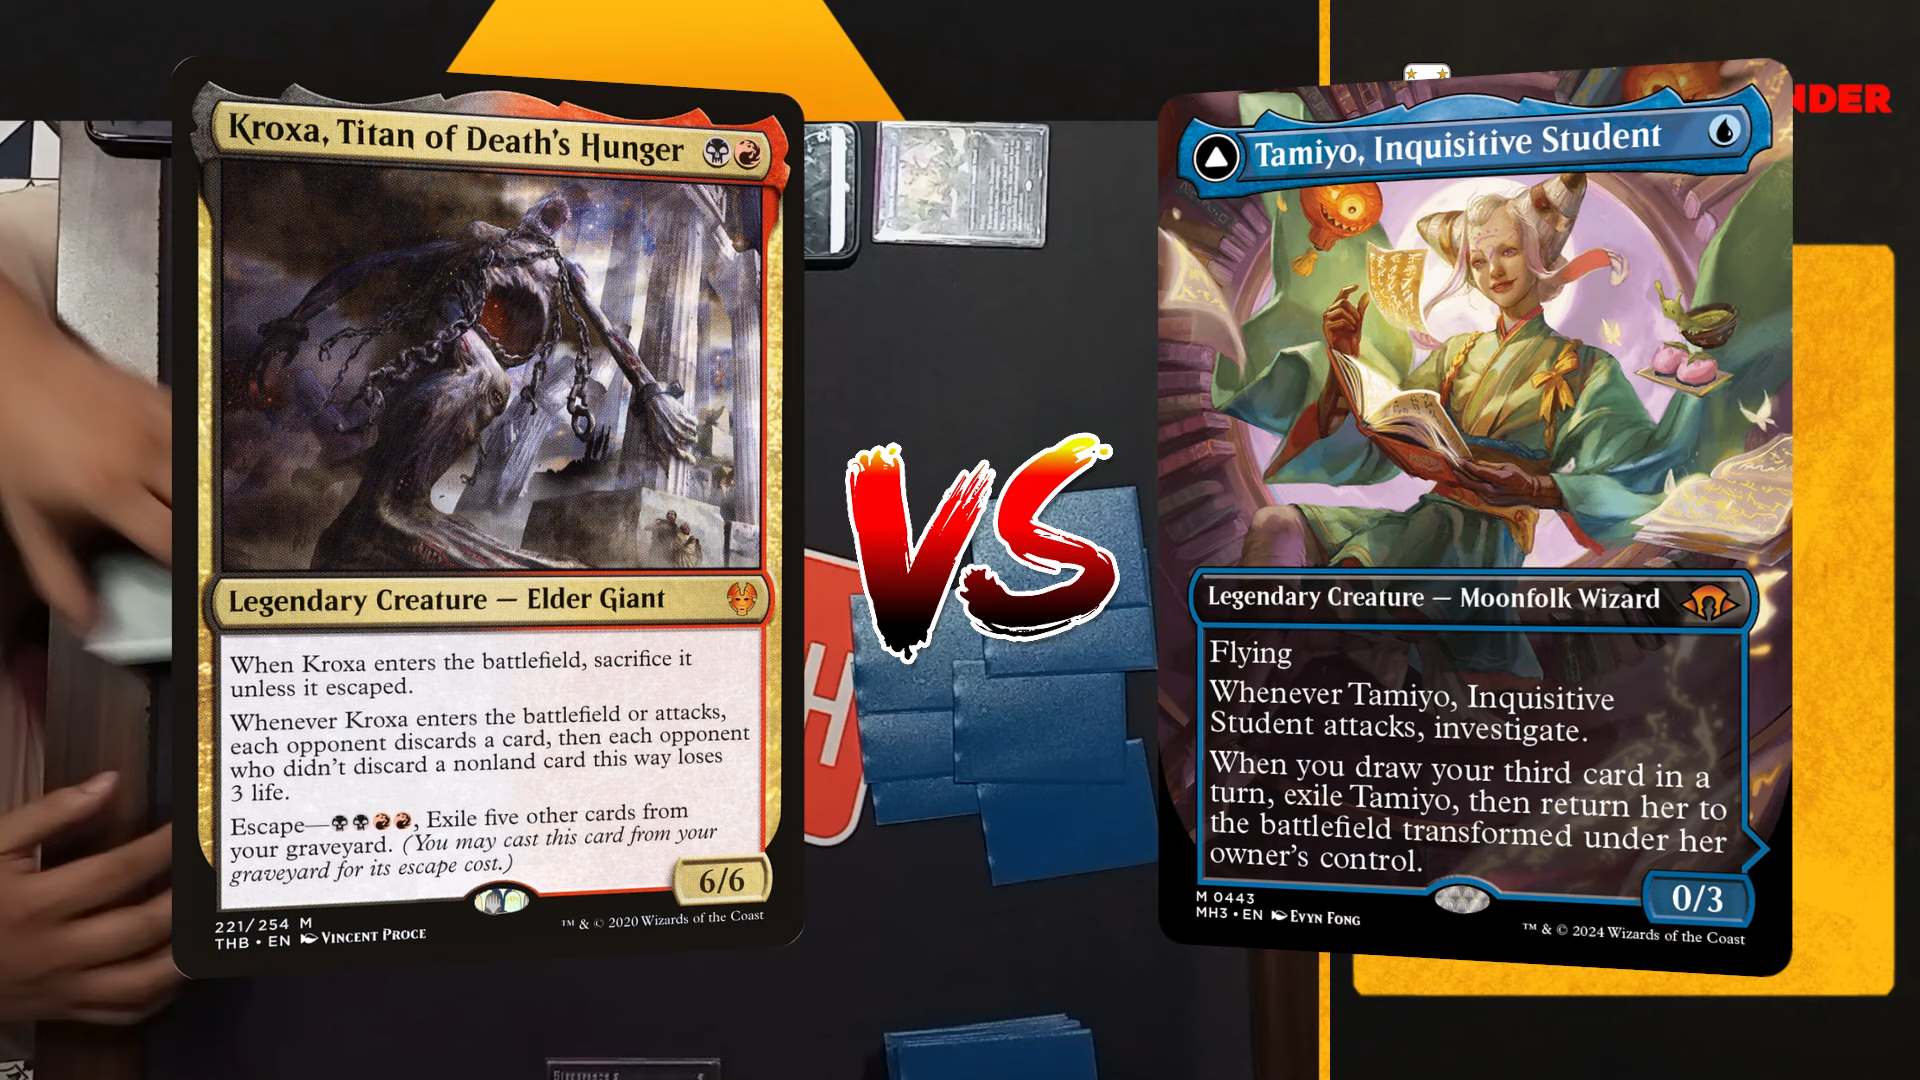 Kroxa, Titan of Death's Hunger
Legendary Creature — Elder Giant
When Kroxa enters the battlefield, sacrifice it
unless it escaped.
Whenever Kroxa enters the battlefield or attacks,
each opponent discards a card, then each opponent
who didn't discard a nonland card this way loses
3 life.
Escape—, Exile five other cards from
your graveyard. (You may cast this card from your
graveyard for its escape cost.)
6/6
221/254 M
THB • EN Vincent Proce
™ & © 2020 Wizards of the Coast
VS
NDER
Tamiyo, Inquisitive Student
Legendary Creature — Moonfolk Wizard
Flying
Whenever Tamiyo, Inquisitive
Student attacks, investigate.
When you draw your third card in a
turn, exile Tamiyo, then return her to
the battlefield transformed under her
owner's control.
0/3
M 0443
MH3 • EN Evyn Fong
™ & © 2024 Wizards of the Coast
H